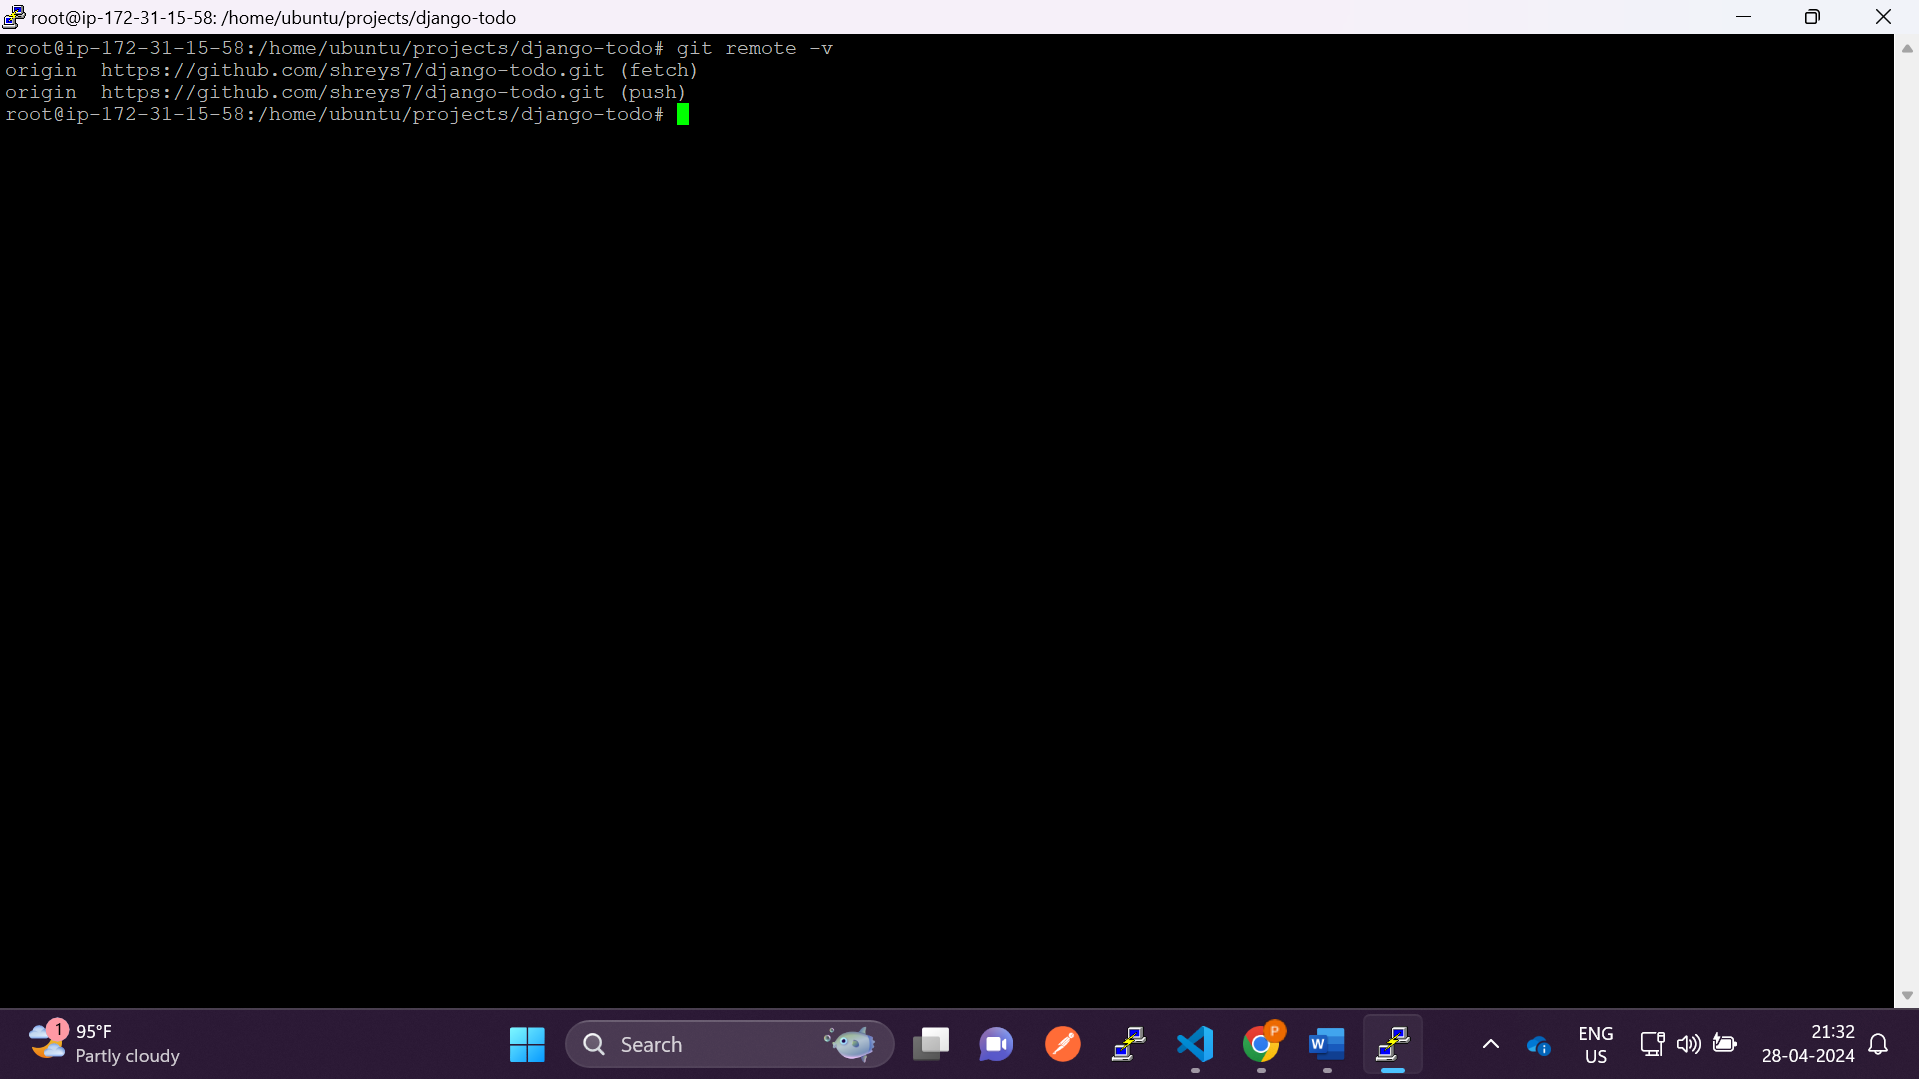 root@ip-172-31-15-58: /home/ubuntu/projects/django-todo
root@ip-172-31-15-58:/home/ubuntu/projects/django-todo# git remote -v
origin  https://github.com/shreys7/django-todo.git (fetch)
origin  https://github.com/shreys7/django-todo.git (push)
root@ip-172-31-15-58:/home/ubuntu/projects/django-todo#
1
95°F
Partly cloudy
Search
P
W
ENG
US
21:32
28-04-2024